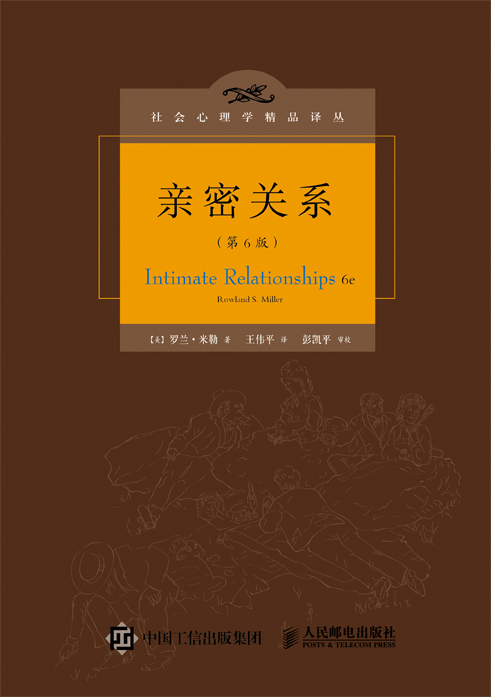 社会心理学精品译丛
亲密关系
（第6版）
Intimate Relationships 6e
Rowland S. Miller
【美】罗兰·米勒 著 王伟平 译 彭凯平 审校
中国工信出版集团 人民邮电出版社
POSTS & TELECOM PRESS